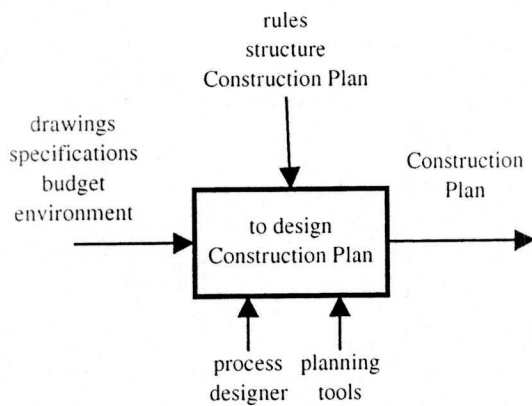 rules
structure
Construction Plan
drawings
specifications
budget
environment
Construction
Plan
to design
Construction Plan
process
designer
planning
tools